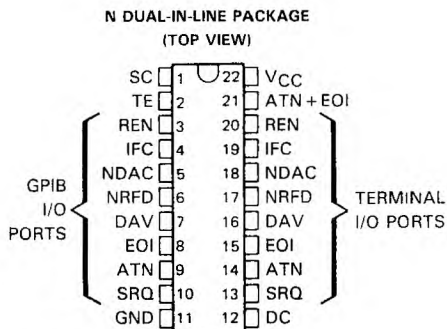 N DUAL-IN-LINE PACKAGE
(TOP VIEW)
SC 1 22 VCC
TE 2 21 ATN + EOI
REN 3 20 REN
IFC 4 19 IFC
NDAC 5 18 NDAC
GPIB I/O PORTS
NRFD 6 17 NRFD
TERMINAL I/O PORTS
DAV 7 16 DAV
EOI 8 15 EOI
ATN 9 14 ATN
SRQ 10 13 SRQ
GND 11 12 DC